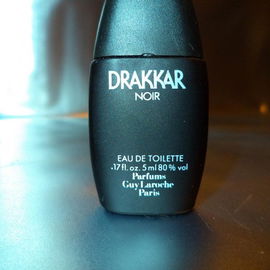 DRAKKAR
NOIR
EAU DE TOILETTE
.17 fl. oz. 5 ml 80% vol
Parfums
Guy Laroche
Paris